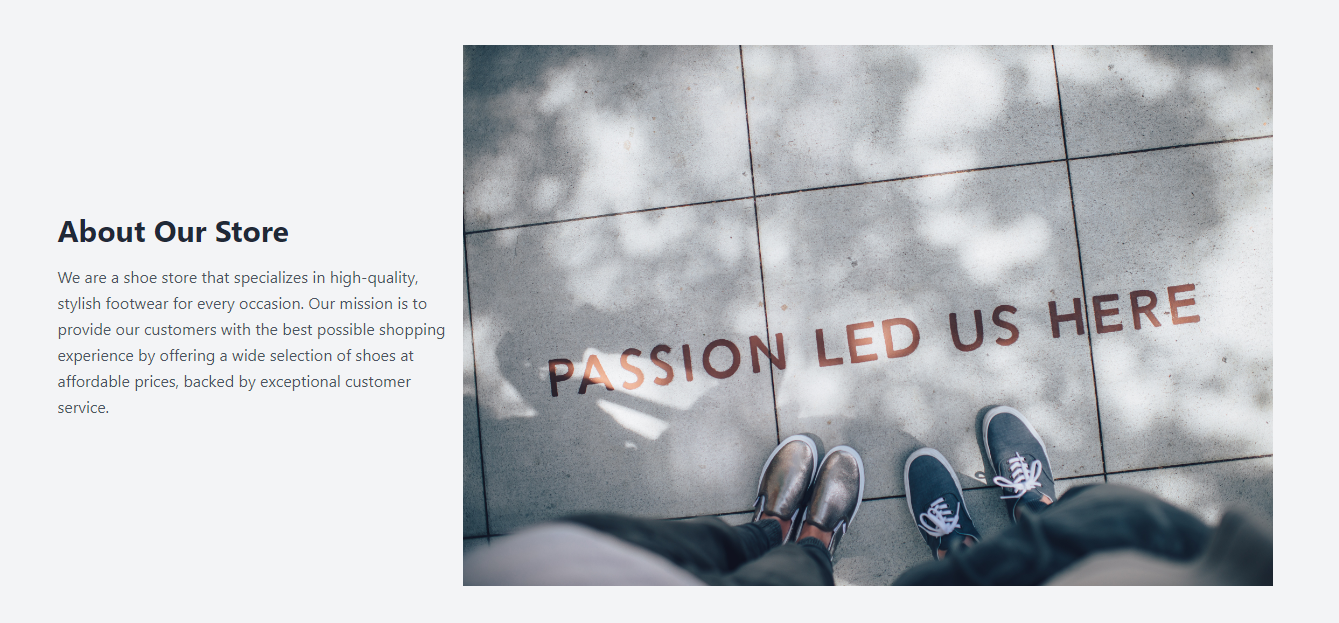 About Our Store
We are a shoe store that specializes in high-quality,
stylish footwear for every occasion. Our mission is to
provide our customers with the best possible shopping
experience by offering a wide selection of shoes at
affordable prices, backed by exceptional customer
service.
PASSION LED US HERE